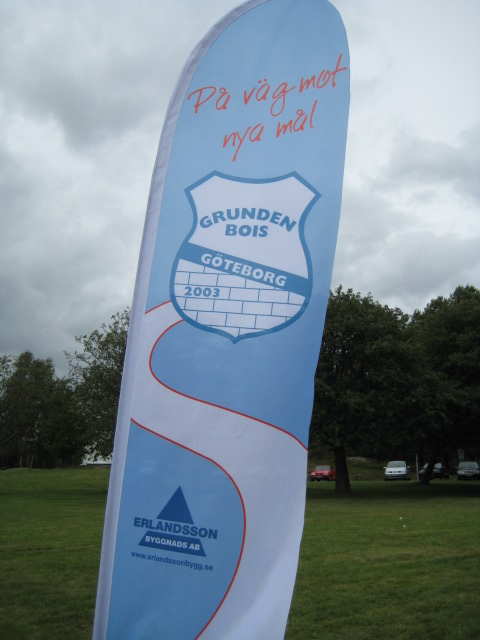 På väg mot
nya mål
GRUNDEN
BOIS
GÖTEBORG
2003
ERLANDSSON
BYGGNADS AB
www.erlandssonbygg.se